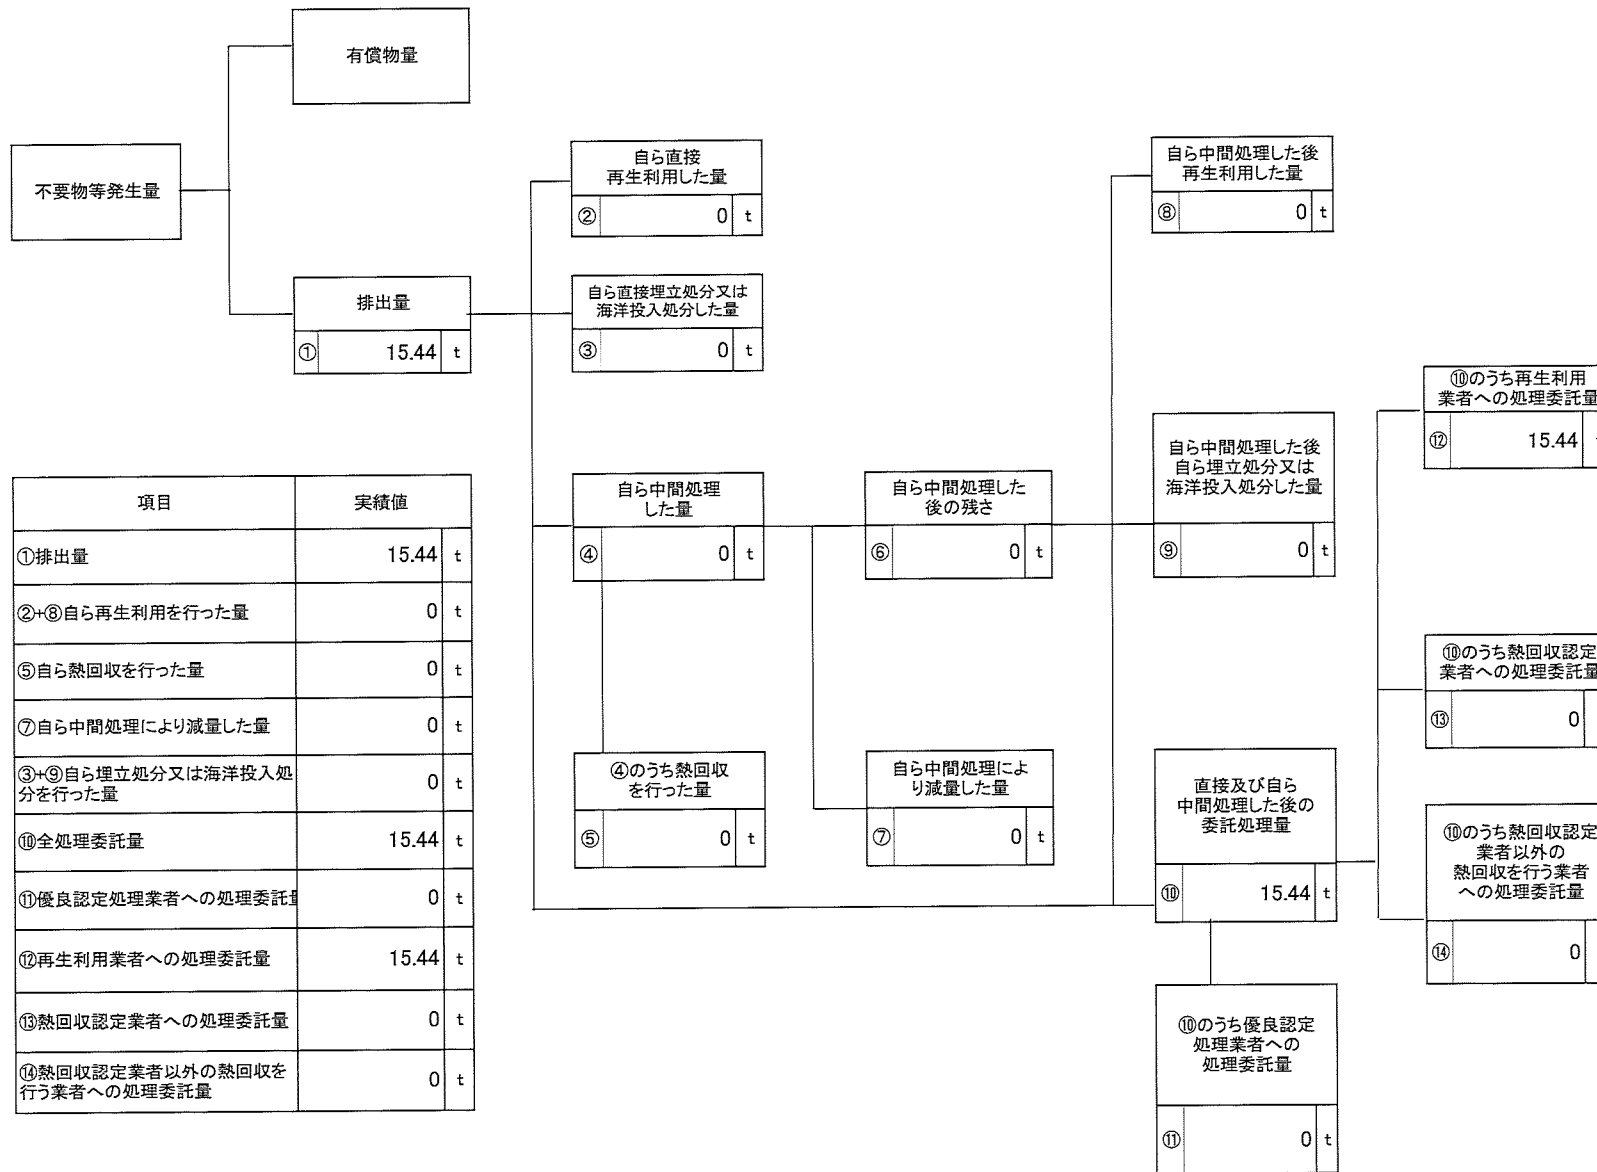 有償物量
不要物等発生量
排出量
① 15.44 t
自ら直接
再生利用した量
② 0 t
自ら直接埋立処分又は
海洋投入処分した量
③ 0 t
自ら中間処理
した量
④ 0 t
④のうち熱回収
を行った量
⑤ 0 t
自ら中間処理した
後の残さ
⑥ 0 t
自ら中間処理によ
り減量した量
⑦ 0 t
自ら中間処理した後
再生利用した量
⑧ 0 t
自ら中間処理した後
自ら埋立処分又は
海洋投入処分した量
⑨ 0 t
直接及び自ら
中間処理した後の
委託処理量
⑩ 15.44 t
⑩のうち優良認定
処理業者への
処理委託量
⑪ 0 t
⑩のうち再生利用
業者への処理委託量
⑫ 15.44
⑩のうち熱回収認定
業者への処理委託量
⑬ 0
⑩のうち熱回収認定
業者以外の
熱回収を行う業者
への処理委託量
⑭ 0
項目 実績値
①排出量 15.44 t
②+⑧自ら再生利用を行った量 0 t
⑤自ら熱回収を行った量 0 t
⑦自ら中間処理により減量した量 0 t
③+⑨自ら埋立処分又は海洋投入処
分を行った量 0 t
⑩全処理委託量 15.44 t
⑪優良認定処理業者への処理委託量 0 t
⑫再生利用業者への処理委託量 15.44 t
⑬熱回収認定業者への処理委託量 0 t
⑭熱回収認定業者以外の熱回収を
行う業者への処理委託量 0 t